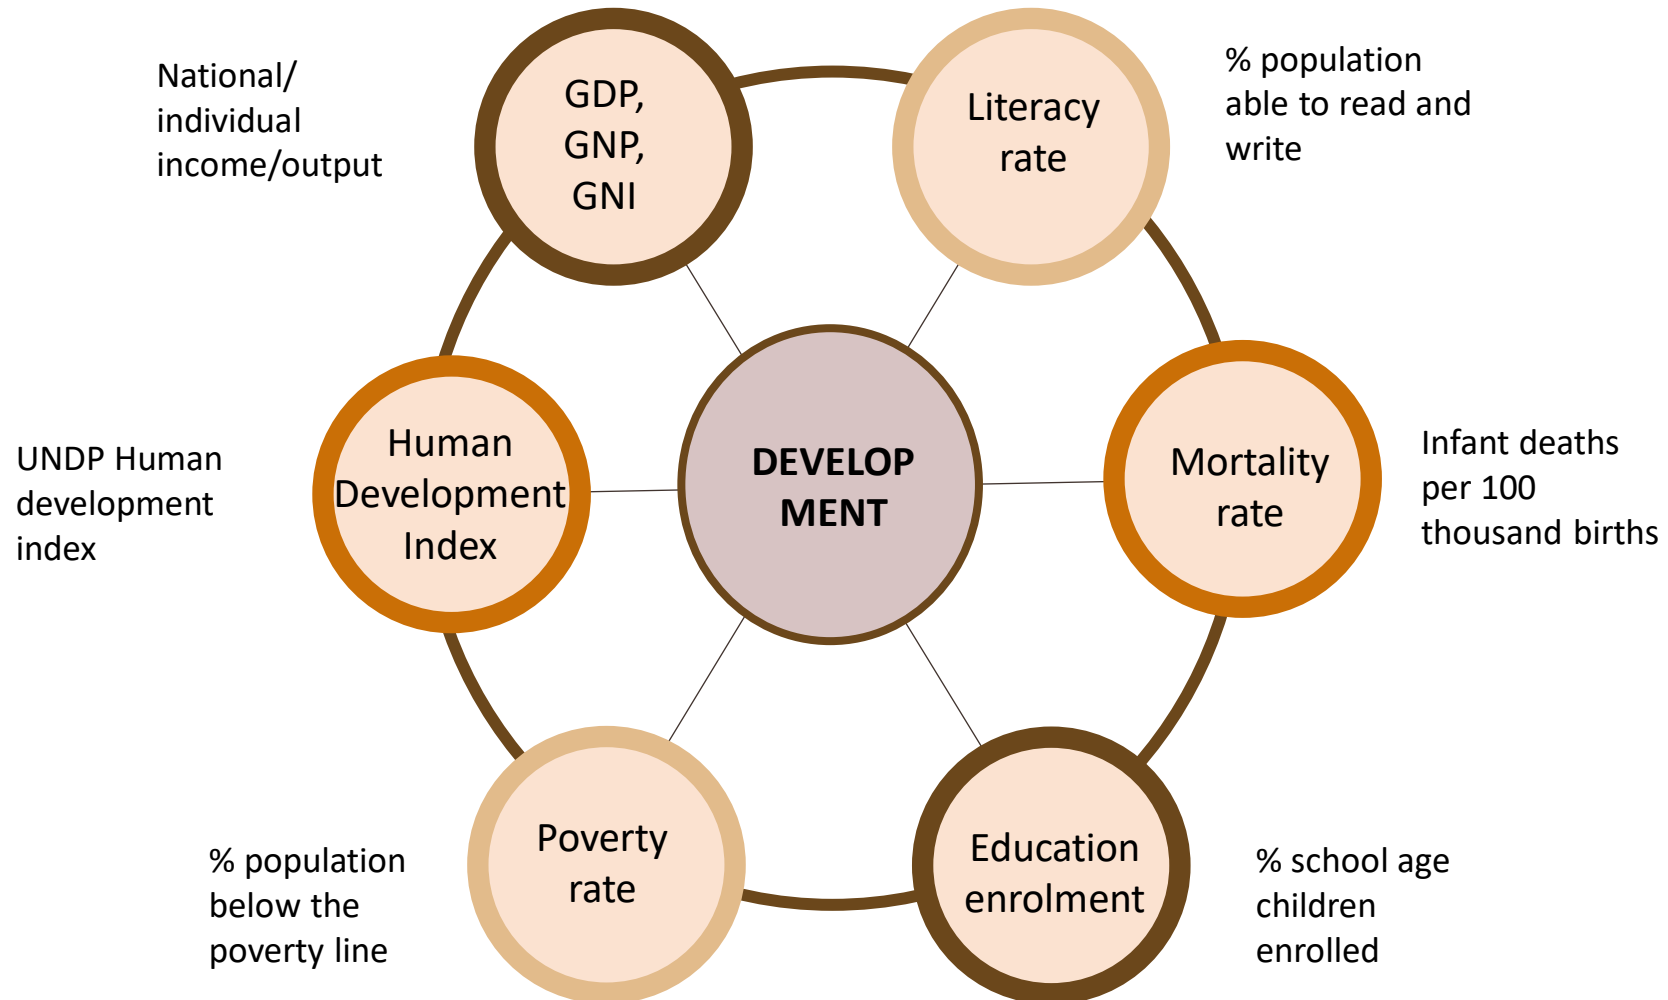 National/
individual
income/output
GDP,
GNP,
GNI
Literacy
rate
% population
able to read and
write
UNDP Human
development
index
Human
Development
Index
DEVELOP
MENT
Mortality
rate
Infant deaths
per 100
thousand births
% population
below the
poverty line
Poverty
rate
Education
enrolment
% school age
children
enrolled